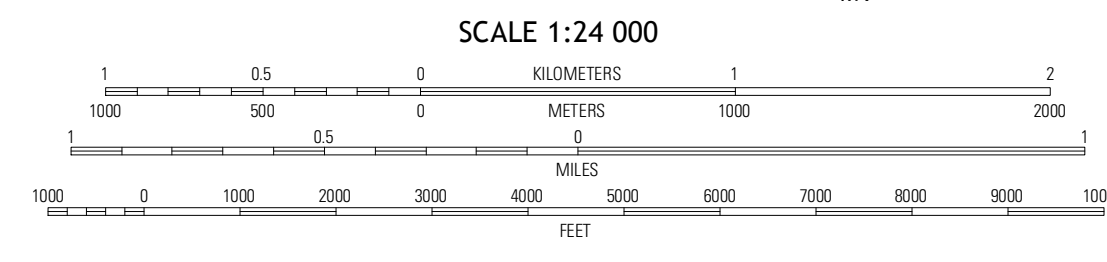 SCALE 1:24 000
1 0.5 0 KILOMETERS 1 2
1000 500 0 METERS 1000 2000
1 0.5 0 1
MILES
1000 0 1000 2000 3000 4000 5000 6000 7000 8000 9000 100
FEET